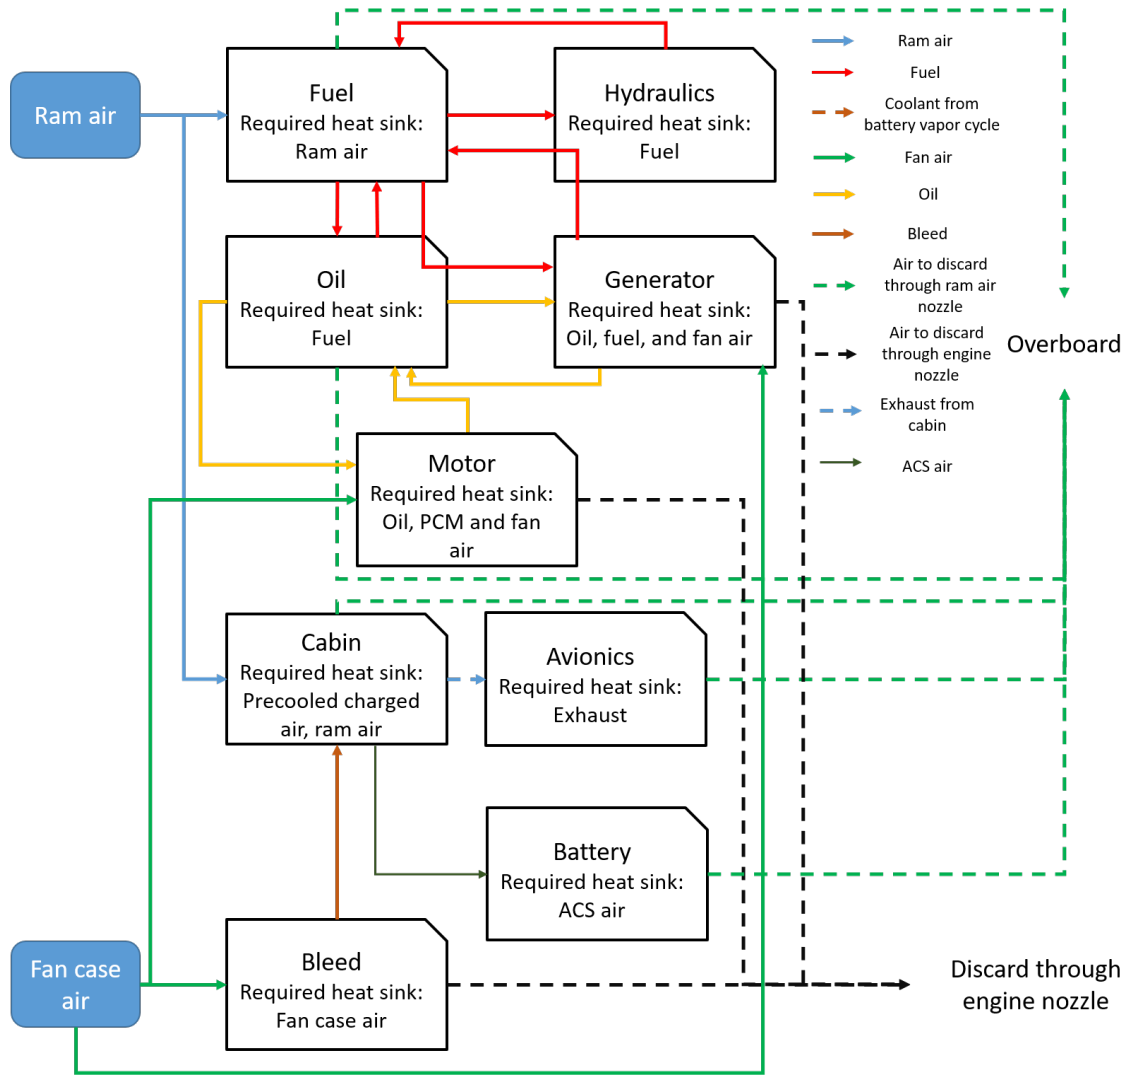 Ram air
Fuel
Required heat sink:
Ram air
Hydraulics
Required heat sink:
Fuel
Oil
Required heat sink:
Fuel
Generator
Required heat sink:
Oil, fuel, and fan air
Motor
Required heat sink:
Oil, PCM and fan
air
Cabin
Required heat sink:
Precooled charged
air, ram air
Avionics
Required heat sink:
Exhaust
Battery
Required heat sink:
ACS air
Fan case
air
Bleed
Required heat sink:
Fan case air
Ram air
Fuel
Coolant from
battery vapor cycle
Fan air
Oil
Bleed
Air to discard
through ram air
nozzle
Air to discard
through engine
nozzle
Exhaust from
cabin
ACS air
Overboard
Discard through
engine nozzle